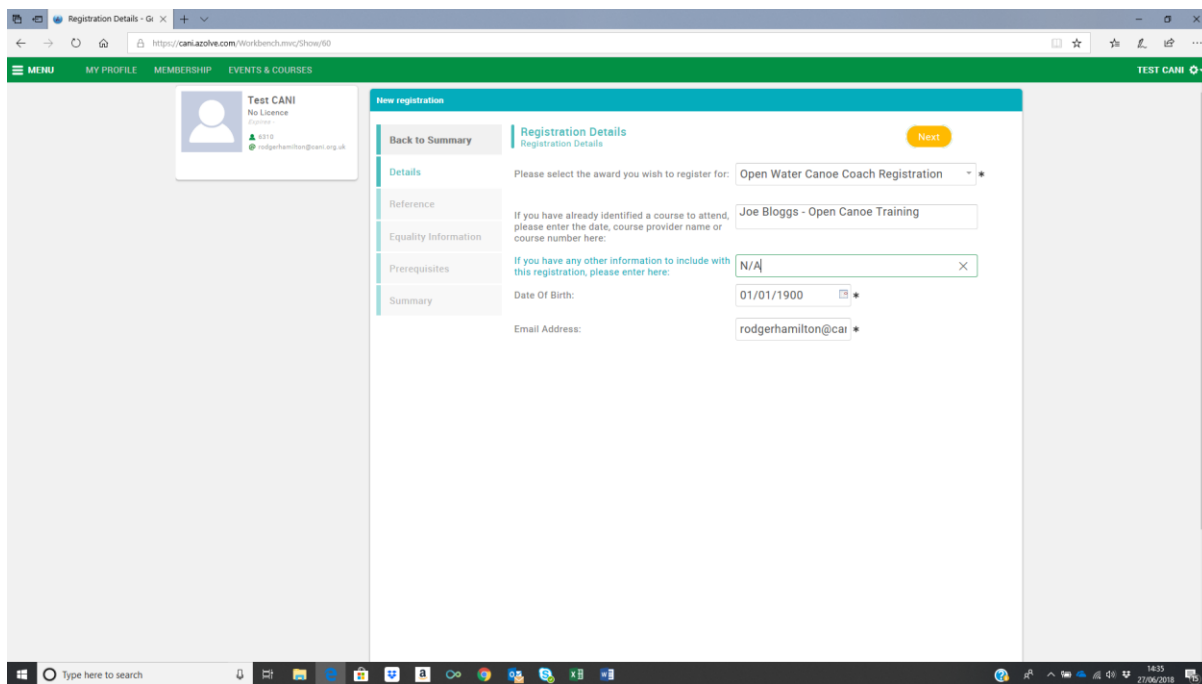 Registration Details - Gc
https://cani.azolve.com/Workbench.mvc/Show/60
MENU MY PROFILE MEMBERSHIP EVENTS & COURSES TEST CANI
Test CANI
No Licence
Expires -
6310
rodgerhamilton@cani.org.uk
New registration
Back to Summary
Details
Reference
Equality Information
Prerequisites
Summary
Registration Details
Registration Details
Next
Please select the award you wish to register for: Open Water Canoe Coach Registration *
If you have already identified a course to attend,
please enter the date, course provider name or
course number here:
Joe Bloggs - Open Canoe Training
If you have any other information to include with
this registration, please enter here:
N/A
Date Of Birth: 01/01/1900 *
Email Address: rodgerhamilton@cai *
Type here to search
14:35
27/06/2018